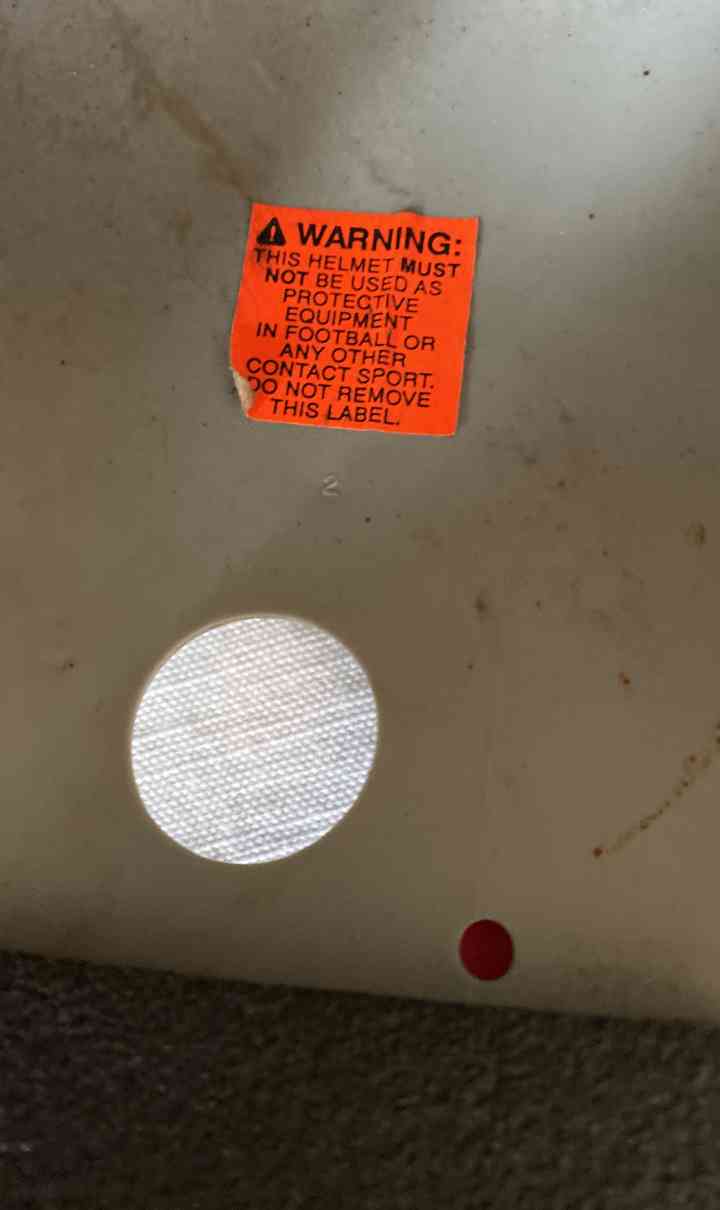 WARNING:
THIS HELMET MUST
NOT BE USED AS
PROTECTIVE
EQUIPMENT
IN FOOTBALL OR
ANY OTHER
CONTACT SPORT.
DO NOT REMOVE
THIS LABEL.
2